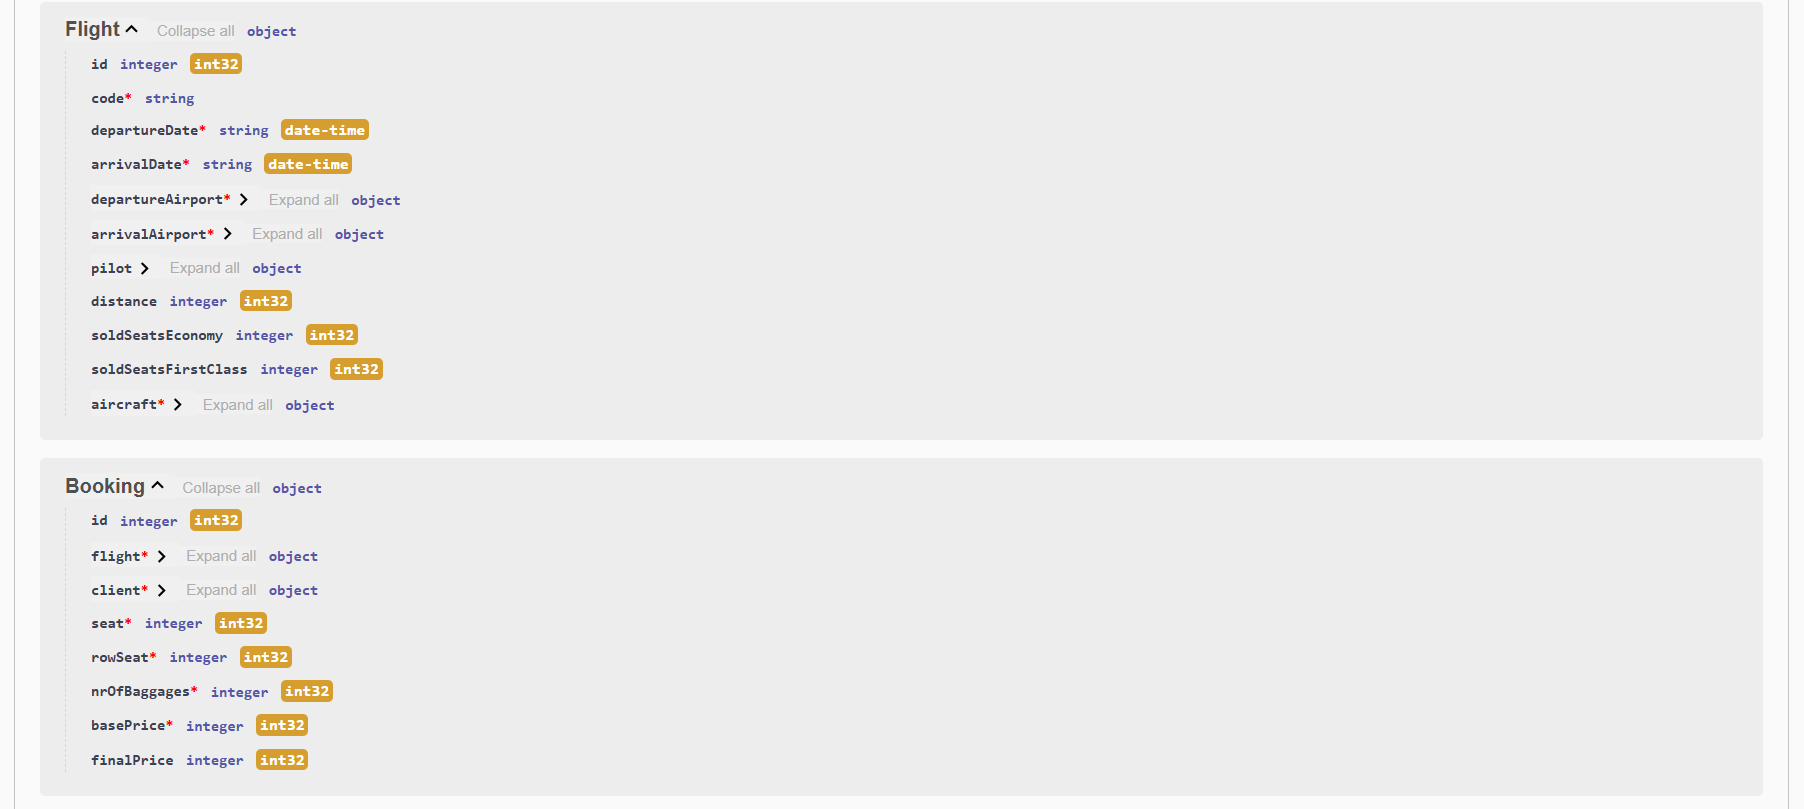 Flight Collapse all object
id integer int32
code* string
departureDate* string date-time
arrivalDate* string date-time
departureAirport* Expand all object
arrivalAirport* Expand all object
pilot Expand all object
distance integer int32
soldSeatsEconomy integer int32
soldSeatsFirstClass integer int32
aircraft* Expand all object
Booking Collapse all object
id integer int32
flight* Expand all object
client* Expand all object
seat* integer int32
rowSeat* integer int32
nrOfBaggages* integer int32
basePrice* integer int32
finalPrice integer int32